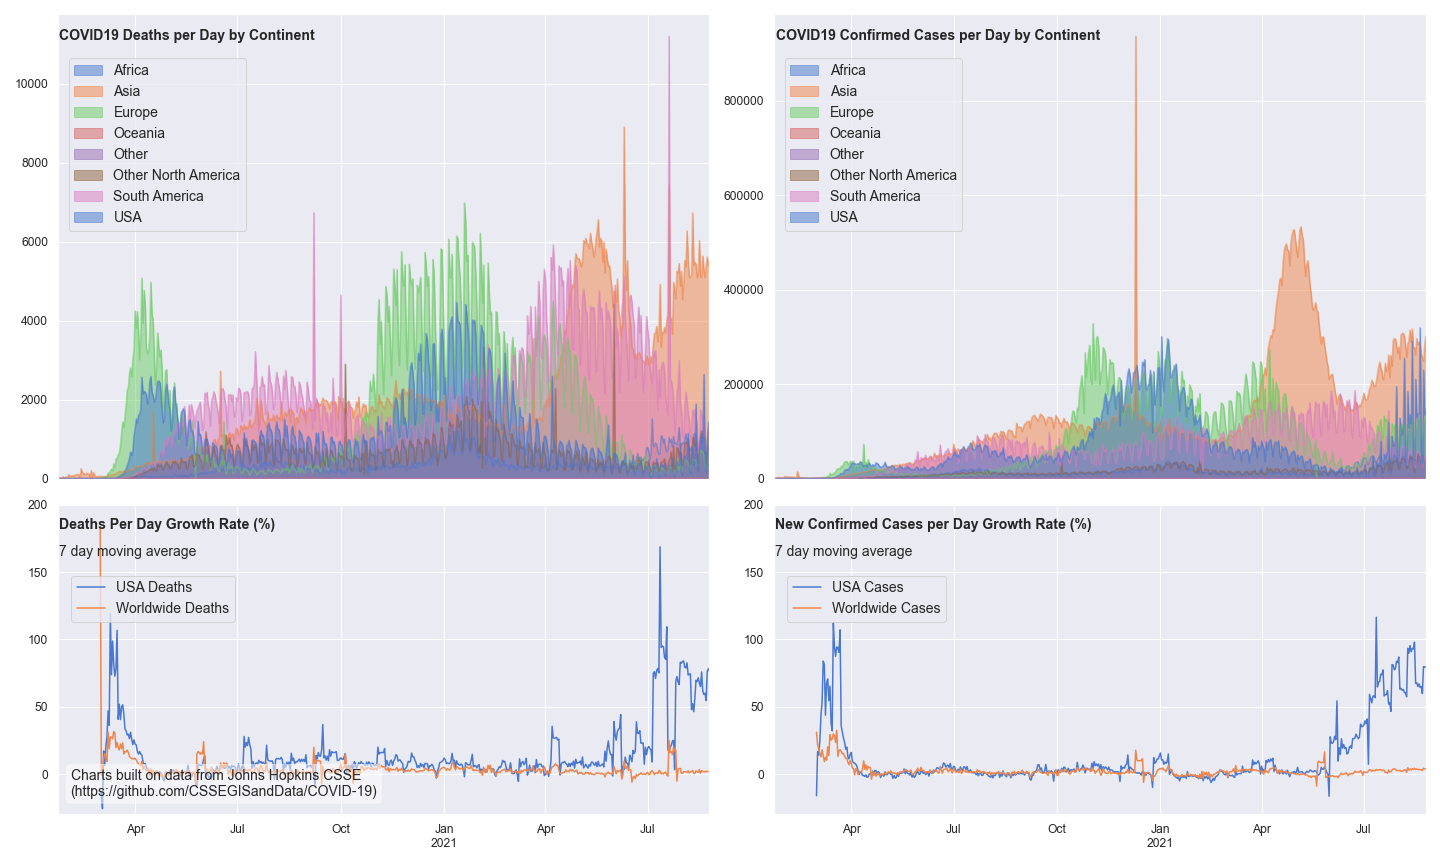 COVID19 Deaths per Day by Continent
10000
8000
6000
4000
2000
0
Africa
Asia
Europe
Oceania
Other
Other North America
South America
USA
COVID19 Confirmed Cases per Day by Continent
800000
600000
400000
200000
0
Africa
Asia
Europe
Oceania
Other
Other North America
South America
USA
Deaths Per Day Growth Rate (%)
7 day moving average
200
150
100
50
0
USA Deaths
Worldwide Deaths
Charts built on data from Johns Hopkins CSSE
(https://github.com/CSSEGISandData/COVID-19)
Apr Jul Oct Jan Apr Jul
2021
New Confirmed Cases per Day Growth Rate (%)
7 day moving average
200
150
100
50
0
USA Cases
Worldwide Cases
Apr Jul Oct Jan Apr Jul
2021